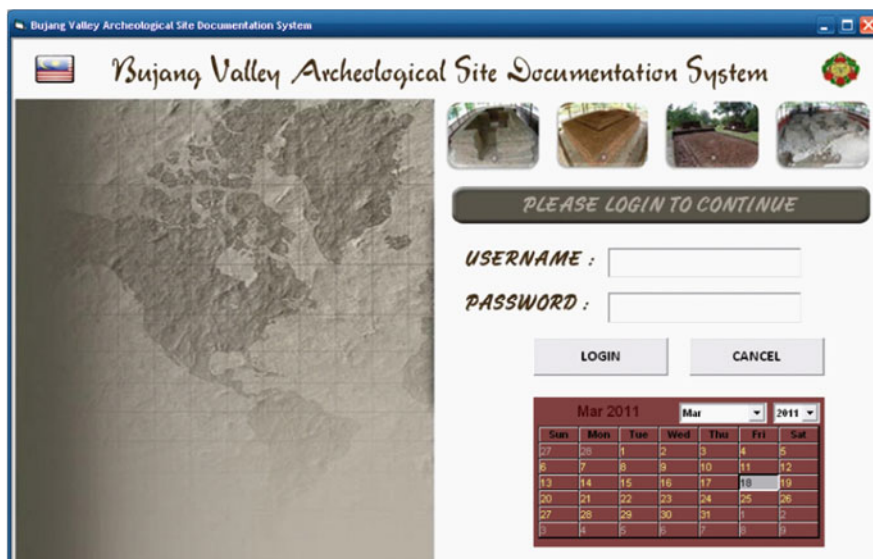 Bujang Valley Archeological Site Documentation System
Bujang Valley Archeological Site Documentation System
PLEASE LOGIN TO CONTINUE
USERNAME :
PASSWORD :
LOGIN CANCEL
Mar 2011 Mar 2011
Sun Mon Tue Wed Thu Fri Sat
27 28 1 2 3 4 5
6 7 8 9 10 11 12
13 14 15 16 17 18 19
20 21 22 23 24 25 26
27 28 29 30 31 1 2
3 4 5 6 7 8 9